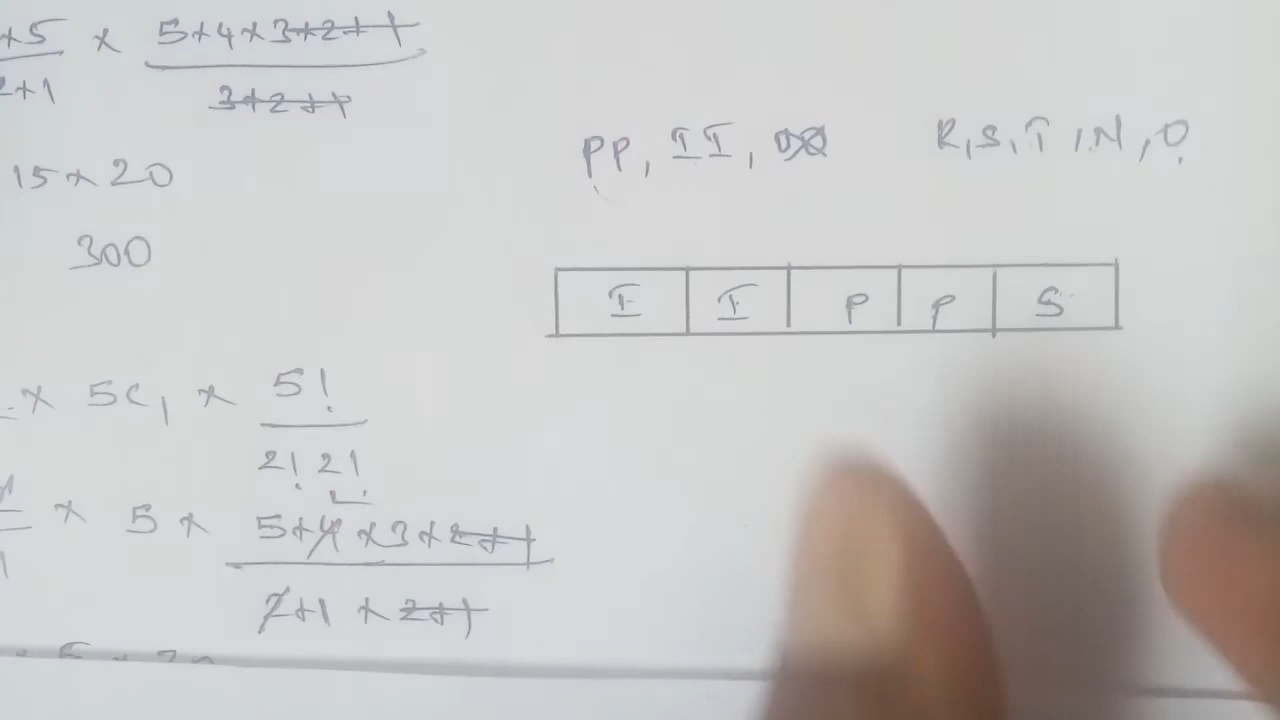 ×5/2×1 × 5×4×3×2×1/3×2×1
15 × 20
300
PP, II,
R, S, T, N, O
I I P P S
× 5C1 × 5!/2! 2!
× 5 × 5×4×3×2×1/2×1 × 2×1